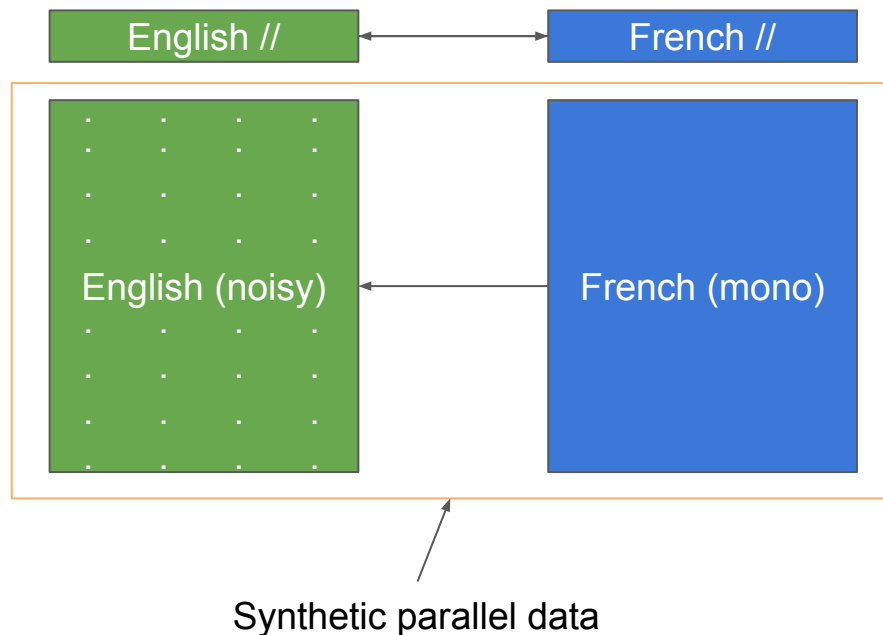 English //
French //
English (noisy)
French (mono)
Synthetic parallel data